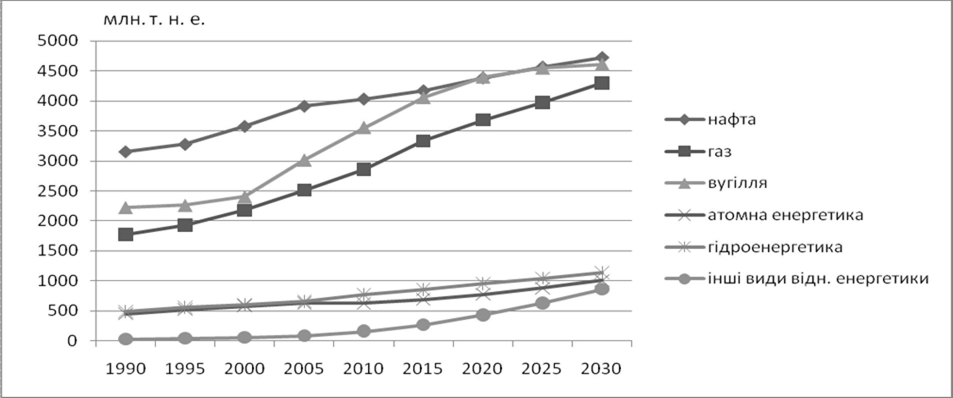 млн. т. н. е.
5000
4500
4000
3500
3000
2500
2000
1500
1000
500
0
1990 1995 2000 2005 2010 2015 2020 2025 2030
нафта
газ
вугілля
атомна енергетика
гідроенергетика
інші види відн. енергетики